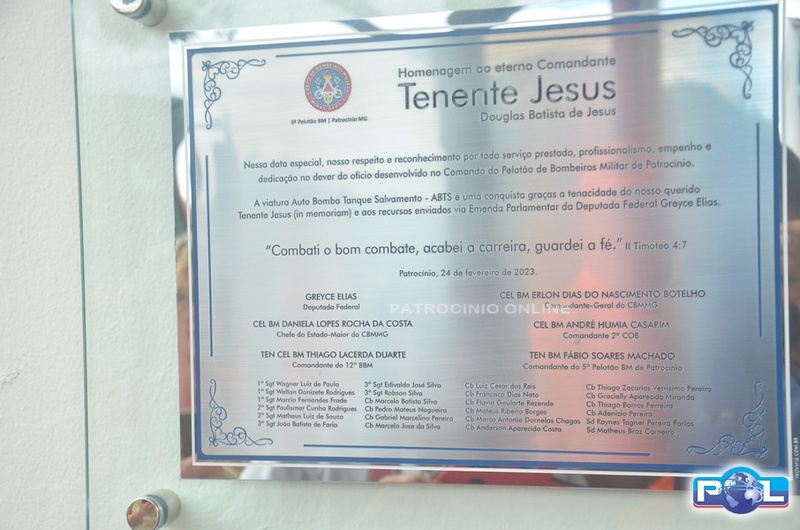 Homenagem ao eterno Comandante
Tenente Jesus
Douglas Batista de Jesus
5º Pelotão BM | Patrocínio MG
Nessa data especial, nosso respeito e reconhecimento por todo serviço prestado, profissionalismo, empenho e
dedicação no dever do ofício desenvolvido no Comando do Pelotão de Bombeiros Militar de Patrocínio.
A viatura Auto Bomba Tanque Salvamento - ABTS é uma conquista graças a tenacidade do nosso querido
Tenente Jesus (in memoriam) e aos recursos enviados via Emenda Parlamentar da Deputada Federal Greyce Elias.
“Combati o bom combate, acabei a carreira, guardei a fé.” II Timóteo 4:7
Patrocínio, 24 de fevereiro de 2023.
GREYCE ELIAS
Deputada Federal
CEL BM ERLON DIAS DO NASCIMENTO BOTELHO
Comandante-Geral do CBMMG
PATROCINIO ONLINE
CEL BM DANIELA LOPES ROCHA DA COSTA
Chefe do Estado-Maior do CBMMG
CEL BM ANDRÉ HUMIA CASARIM
Comandante 2º COB
TEN CEL BM THIAGO LACERDA DUARTE
Comandante do 12º BBM
TEN BM FÁBIO SOARES MACHADO
Comandante do 5º Pelotão BM de Patrocínio
1º Sgt Wagner Luiz de Paula
1º Sgt Welton Donizete Rodrigues
1º Sgt Marcio Fernandes Frade
2º Sgt Paulismar Cunha Rodrigues
2º Sgt Matheus Luiz de Souza
3º Sgt João Batista de Faria
3º Sgt Edivaldo José Silva
3º Sgt Robson Silva
Cb Marcelo Batista Silva
Cb Pedro Mateus Nogueira
Cb Gabriel Marcelino Pereira
Cb Marcelo Jose da Silva
Cb Luiz Cesar dos Reis
Cb Francisco Dias Neto
Cb Flávio Goularte Rezende
Cb Mateus Ribeiro Borges
Cb Marco Antonio Dornelas Chagas
Cb Anderson Aparecido Costa
Cb Thiago Zacarias Veríssimo Pereira
Cb Gracielly Aparecida Miranda
Cb Thiago Barros Ferreira
Cb Adenizio Pereira
Sd Raynes Tagner Pereira Farias
Sd Matheus Braz Carneiro
POL